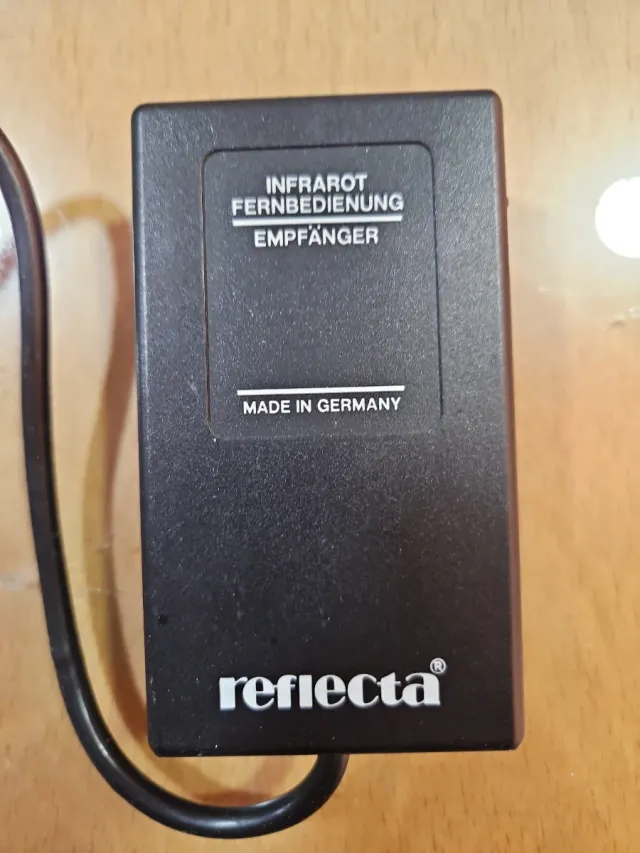 INFRAROT
FERNBEDIENUNG
EMPFÄNGER
MADE IN GERMANY
reflecta®